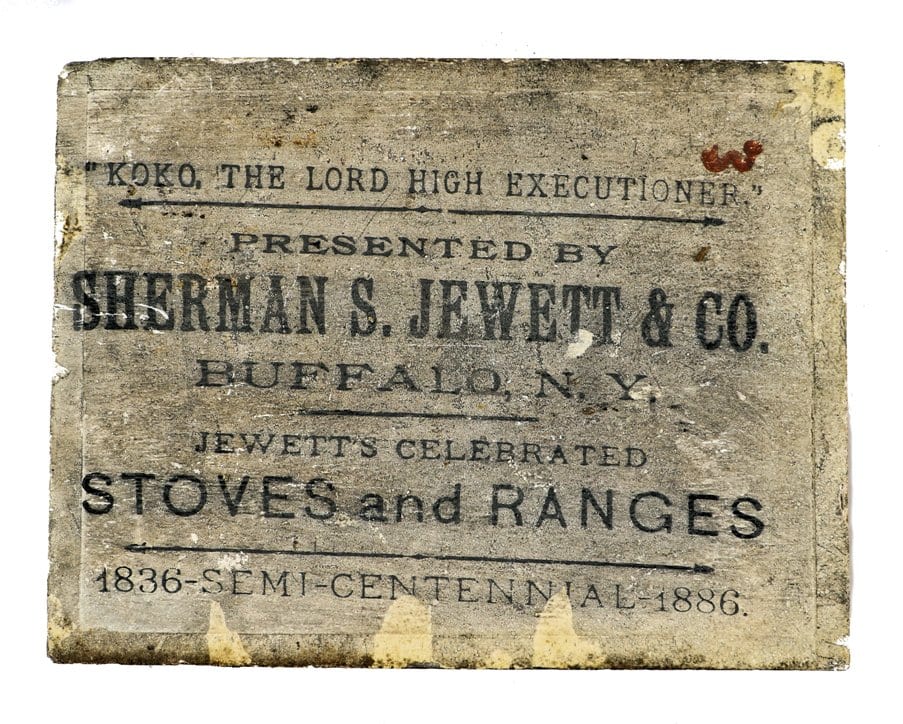 "KOKO, THE LORD HIGH EXECUTIONER."
PRESENTED BY
SHERMAN S. JEWETT & CO.
BUFFALO, N. Y.
JEWETT'S CELEBRATED
STOVES and RANGES
1836-SEMI-CENTENNIAL-1886.